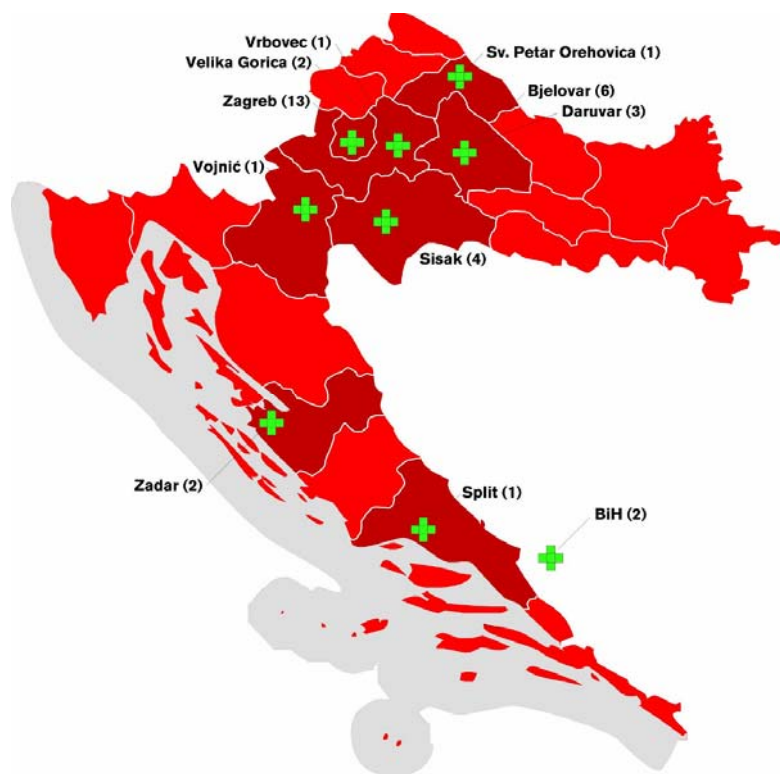 Vrbovec (1)
Velika Gorica (2)
Zagreb (13)
Sv. Petar Orehovica (1)
Bjelovar (6)
Daruvar (3)
Vojnić (1)
Sisak (4)
Zadar (2)
Split (1)
BiH (2)